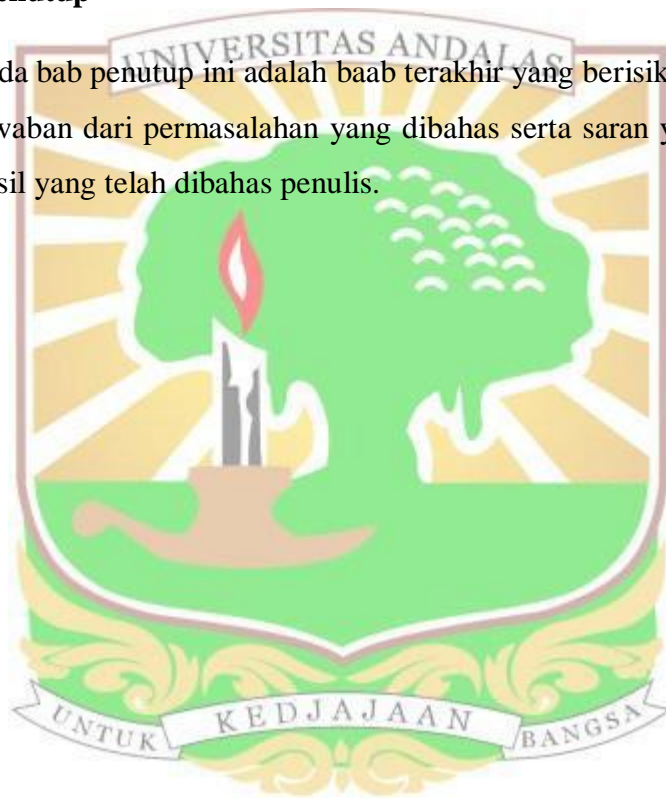 enutup
UNIVERSITAS ANDALAS
da bab penutup ini adalah baab terakhir yang berisik
waban dari permasalahan yang dibahas serta saran y
sil yang telah dibahas penulis.
UNTUK KEDJAJAAN BANGSA